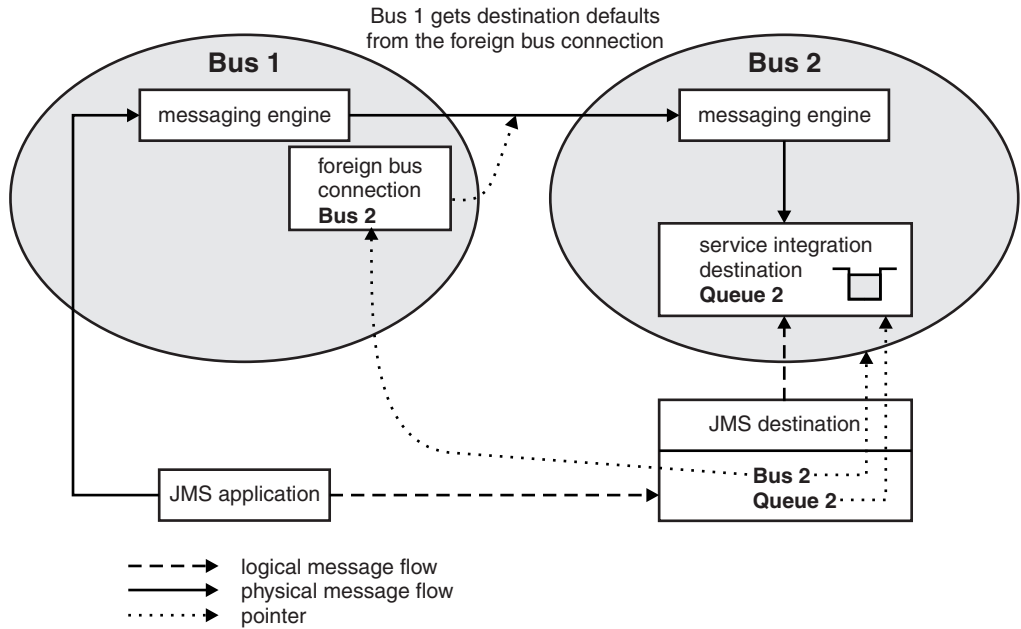 Bus 1 gets destination defaults
from the foreign bus connection
Bus 1
Bus 2
messaging engine
messaging engine
foreign bus
connection
Bus 2
service integration
destination
Queue 2
JMS destination
Bus 2
Queue 2
JMS application
logical message flow
physical message flow
pointer